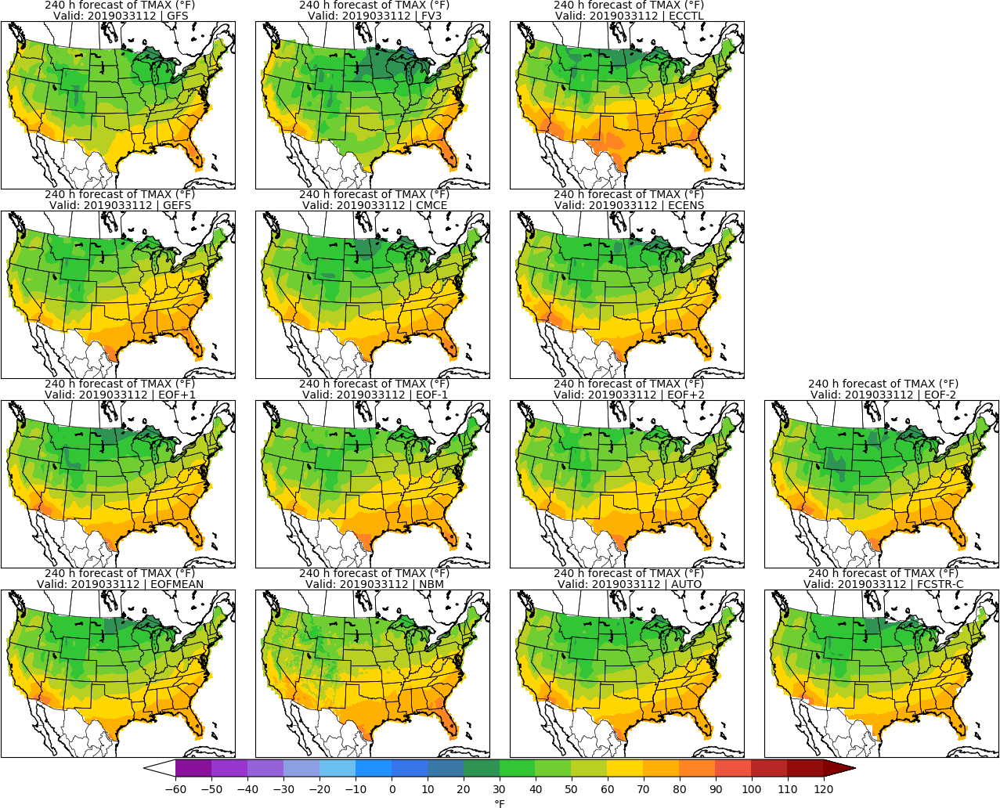 240 h forecast of TMAX (°F)
Valid: 2019033112 | GFS
240 h forecast of TMAX (°F)
Valid: 2019033112 | FV3
240 h forecast of TMAX (°F)
Valid: 2019033112 | ECCTL
240 h forecast of TMAX (°F)
Valid: 2019033112 | GEFS
240 h forecast of TMAX (°F)
Valid: 2019033112 | CMCE
240 h forecast of TMAX (°F)
Valid: 2019033112 | ECENS
240 h forecast of TMAX (°F)
Valid: 2019033112 | EOF+1
240 h forecast of TMAX (°F)
Valid: 2019033112 | EOF-1
240 h forecast of TMAX (°F)
Valid: 2019033112 | EOF+2
240 h forecast of TMAX (°F)
Valid: 2019033112 | EOF-2
240 h forecast of TMAX (°F)
Valid: 2019033112 | EOFMEAN
240 h forecast of TMAX (°F)
Valid: 2019033112 | NBM
240 h forecast of TMAX (°F)
Valid: 2019033112 | AUTO
240 h forecast of TMAX (°F)
Valid: 2019033112 | FCSTR-C
−60 −50 −40 −30 −20 −10 0 10 20 30 40 50 60 70 80 90 100 110 120
°F